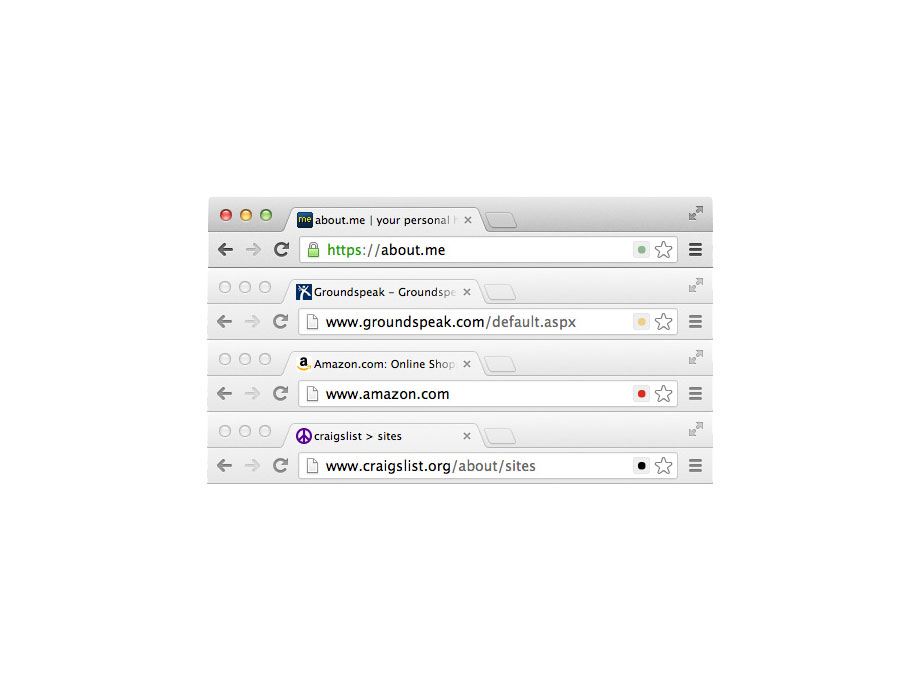 me about.me | your personal
https://about.me
Groundspeak – Groundspe
www.groundspeak.com/default.aspx
a Amazon.com: Online Shop
www.amazon.com
craigslist > sites
www.craigslist.org/about/sites